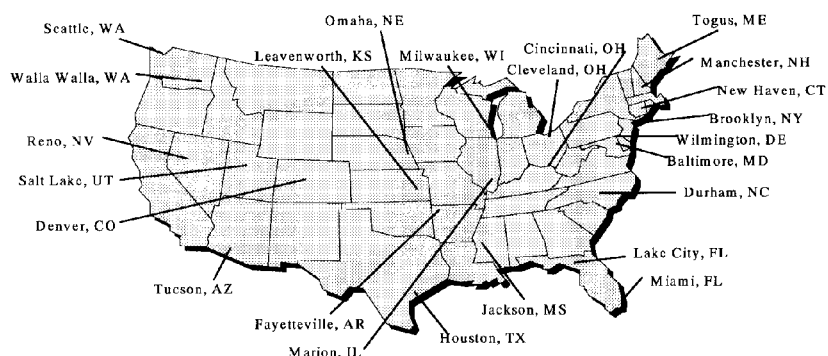 Omaha, NE
Togus, ME
Seattle, WA
Leavenworth, KS
Milwaukee, WI
Cincinnati, OH
Cleveland, OH
Manchester, NH
Walla Walla, WA
New Haven, CT
Brooklyn, NY
Reno, NV
Wilmington, DE
Baltimore, MD
Salt Lake, UT
Durham, NC
Denver, CO
Lake City, FL
Miami, FL
Tucson, AZ
Jackson, MS
Fayetteville, AR
Houston, TX
Marion, IL